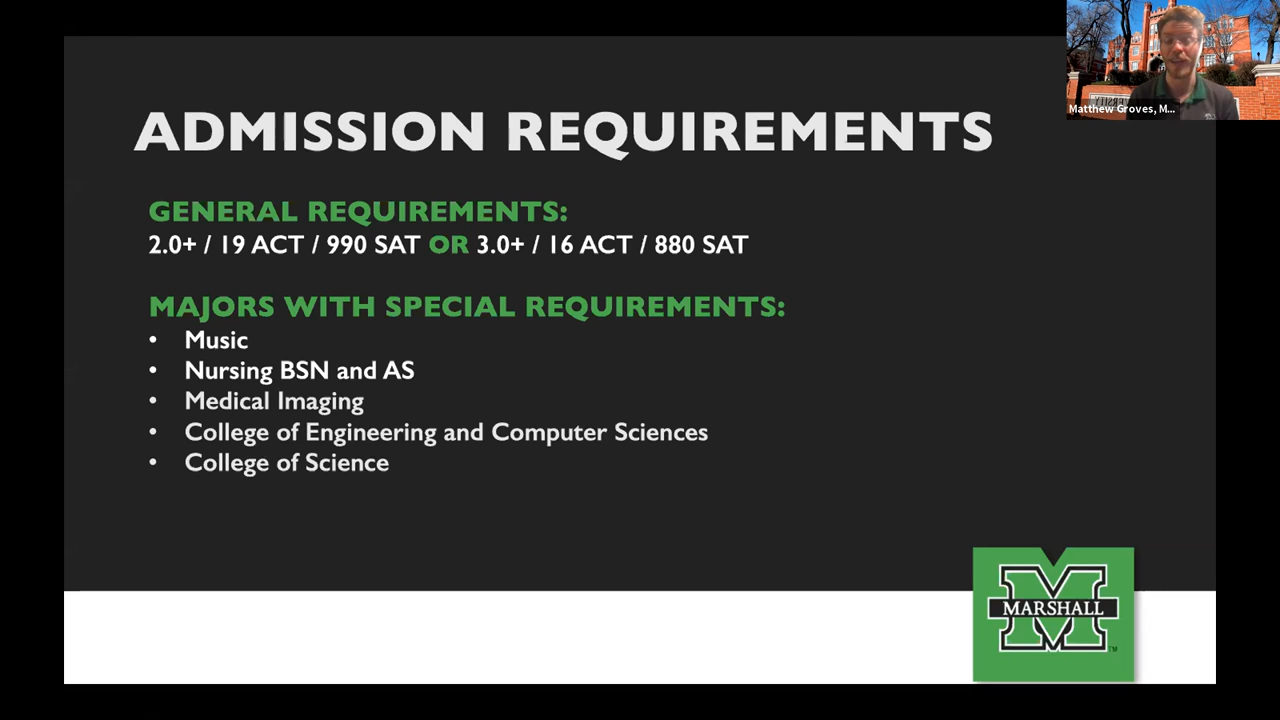 ADMISSION REQUIREMENTS
Matthew Groves, M...
GENERAL REQUIREMENTS:
2.0+ / 19 ACT / 990 SAT OR 3.0+ / 16 ACT / 880 SAT
MAJORS WITH SPECIAL REQUIREMENTS:
• Music
• Nursing BSN and AS
• Medical Imaging
• College of Engineering and Computer Sciences
• College of Science
MARSHALL
TM